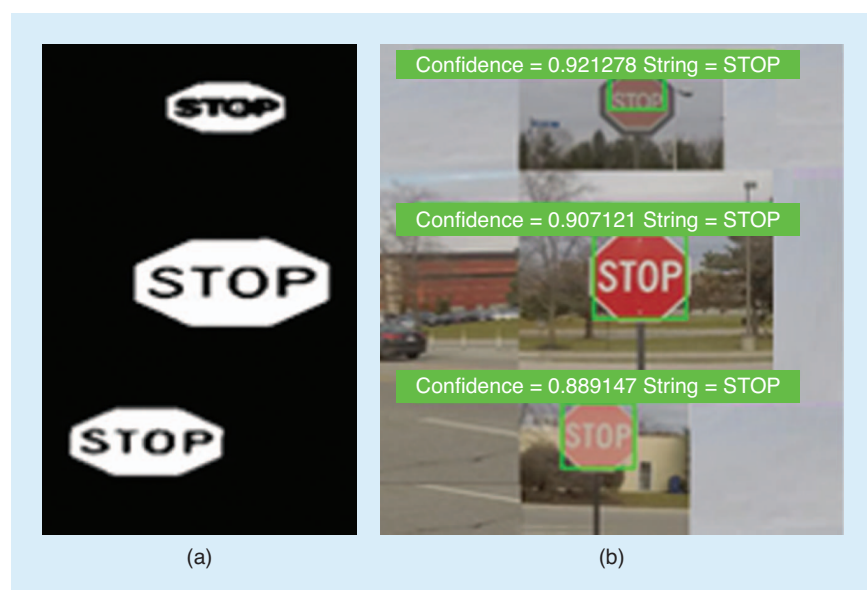 STOP
STOP
STOP
(a)
Confidence = 0.921278 String = STOP
STOP
Confidence = 0.907121 String = STOP
STOP
Confidence = 0.889147 String = STOP
STOP
(b)